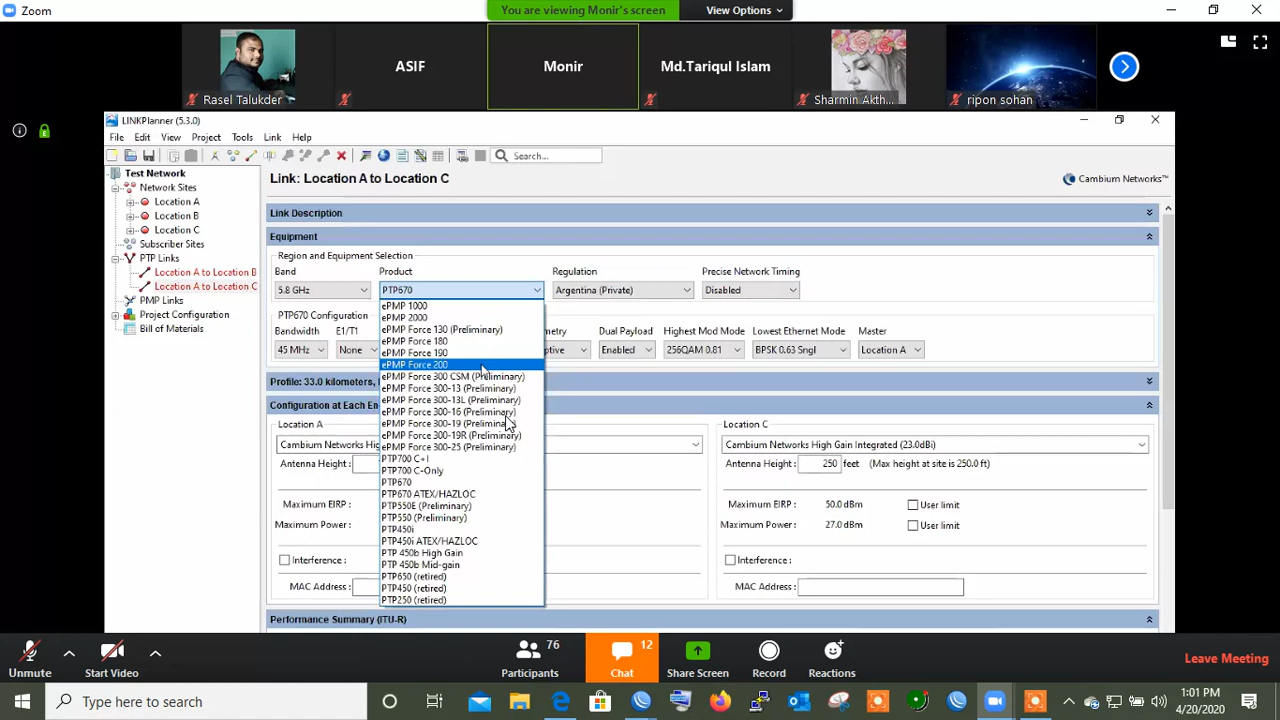 Zoom
You are viewing Monir's screen
View Options
Rasel Talukder
ASIF
Monir
Md.Tariqul Islam
Sharmin Akth...
ripon sohan
LINKPlanner (5.3.0)
File Edit View Project Tools Link Help
Search...
Test Network
Network Sites
Location A
Location B
Location C
Subscriber Sites
PTP Links
Location A to Location B
Location A to Location C
PMP Links
Project Configuration
Bill of Materials
Link: Location A to Location C
Cambium Networks™
Link Description
Equipment
Region and Equipment Selection
Band Product Regulation Precise Network Timing
5.8 GHz PTP670 Argentina (Private) Disabled
ePMP 1000
ePMP 2000
ePMP Force 130 (Preliminary)
ePMP Force 180
ePMP Force 190
ePMP Force 200
ePMP Force 300 CSM (Preliminary)
ePMP Force 300-13 (Preliminary)
ePMP Force 300-13L (Preliminary)
ePMP Force 300-16 (Preliminary)
ePMP Force 300-19 (Preliminary)
ePMP Force 300-19R (Preliminary)
ePMP Force 300-25 (Preliminary)
PTP700 C+I
PTP700 C-Only
PTP670
PTP670 ATEX/HAZLOC
PTP550E (Preliminary)
PTP550 (Preliminary)
PTP450i
PTP450i ATEX/HAZLOC
PTP 450b High Gain
PTP 450b Mid-gain
PTP650 (retired)
PTP450 (retired)
PTP250 (retired)
PTP670 Configuration
Bandwidth E1/T1 metry Dual Payload Highest Mod Mode Lowest Ethernet Mode Master
45 MHz None ptive Enabled 256QAM 0.81 BPSK 0.63 Sngl Location A
Profile: 33.0 kilometers,
Configuration at Each En
Location A
Cambium Networks Hig
Antenna Height:
Maximum EIRP :
Maximum Power :
Interference :
MAC Address :
Location C
Cambium Networks High Gain Integrated (23.0dBi)
Antenna Height: 250 feet (Max height at site is 250.0 ft)
Maximum EIRP : 50.0 dBm User limit
Maximum Power : 27.0 dBm User limit
Interference :
MAC Address :
Performance Summary (ITU-R)
Unmute
Start Video
76
Participants
12
Chat
Share Screen
Record
Reactions
Leave Meeting
Type here to search
1:01 PM
4/20/2020